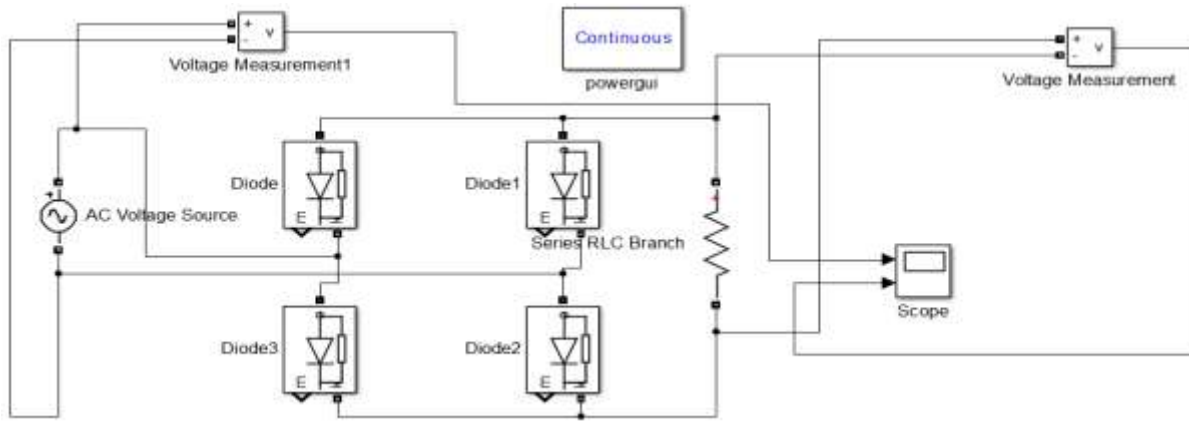 +
-
v
Voltage Measurement1
Continuous
powergui
+
-
v
Voltage Measurement
Diode
E
Diode1
E
+
AC Voltage Source
+
Series RLC Branch
Diode3
E
Diode2
E
Scope